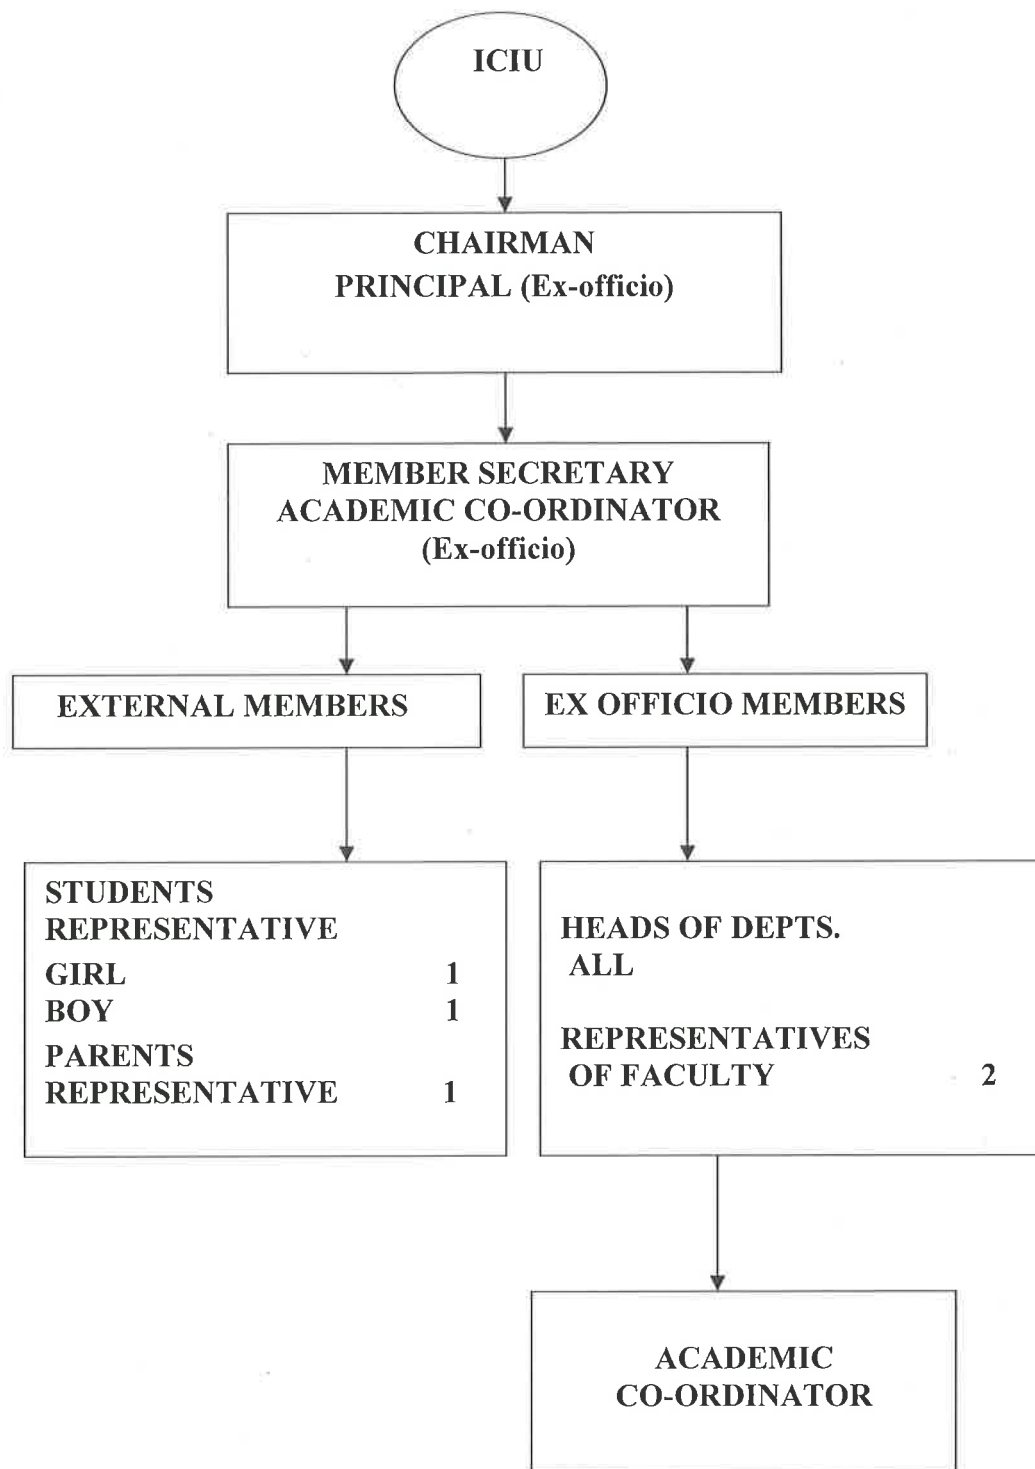 ICIU
CHAIRMAN
PRINCIPAL (Ex-officio)
MEMBER SECRETARY
ACADEMIC CO-ORDINATOR
(Ex-officio)
EXTERNAL MEMBERS
EX OFFICIO MEMBERS
STUDENTS
REPRESENTATIVE
GIRL 1
BOY 1
PARENTS
REPRESENTATIVE 1
HEADS OF DEPTS.
ALL
REPRESENTATIVES
OF FACULTY 2
ACADEMIC
CO-ORDINATOR